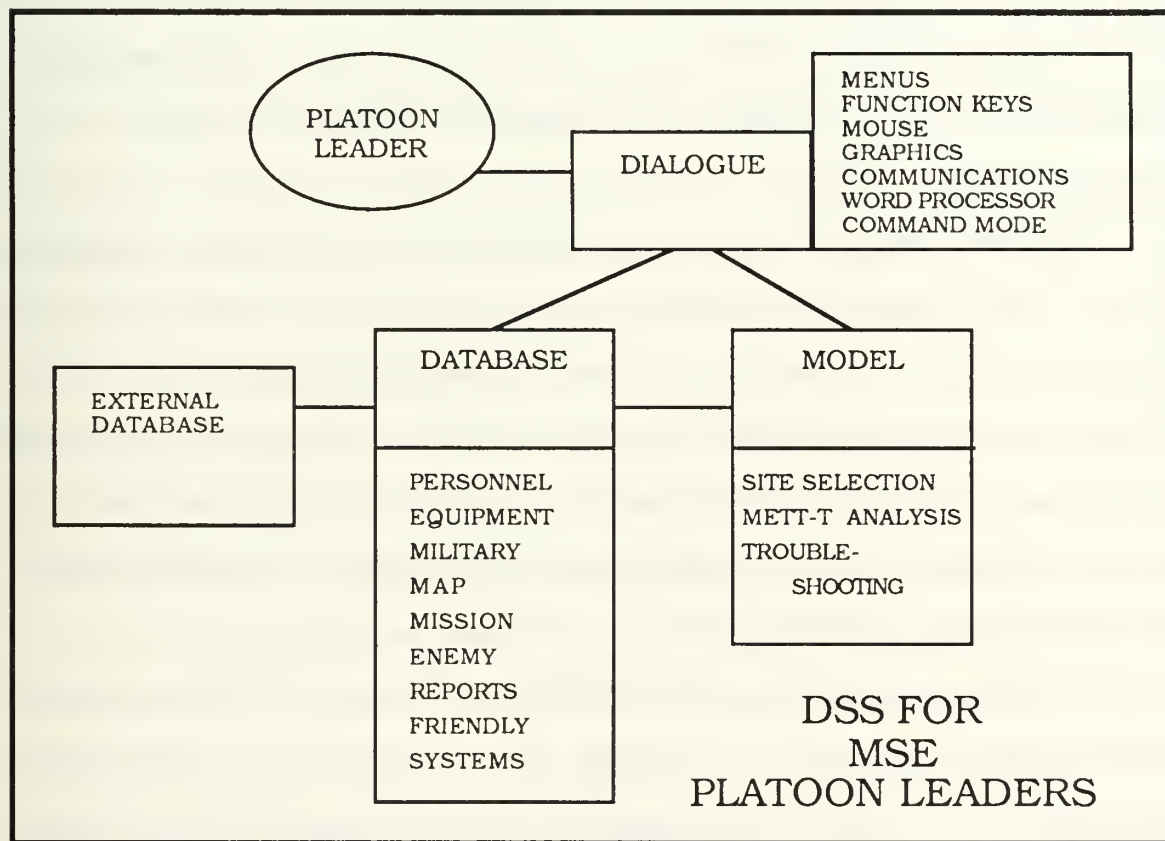 PLATOON
LEADER
DIALOGUE
MENUS
FUNCTION KEYS
MOUSE
GRAPHICS
COMMUNICATIONS
WORD PROCESSOR
COMMAND MODE
EXTERNAL
DATABASE
DATABASE
PERSONNEL
EQUIPMENT
MILITARY
MAP
MISSION
ENEMY
REPORTS
FRIENDLY
SYSTEMS
MODEL
SITE SELECTION
METT-T ANALYSIS
TROUBLE-
SHOOTING
DSS FOR
MSE
PLATOON LEADERS